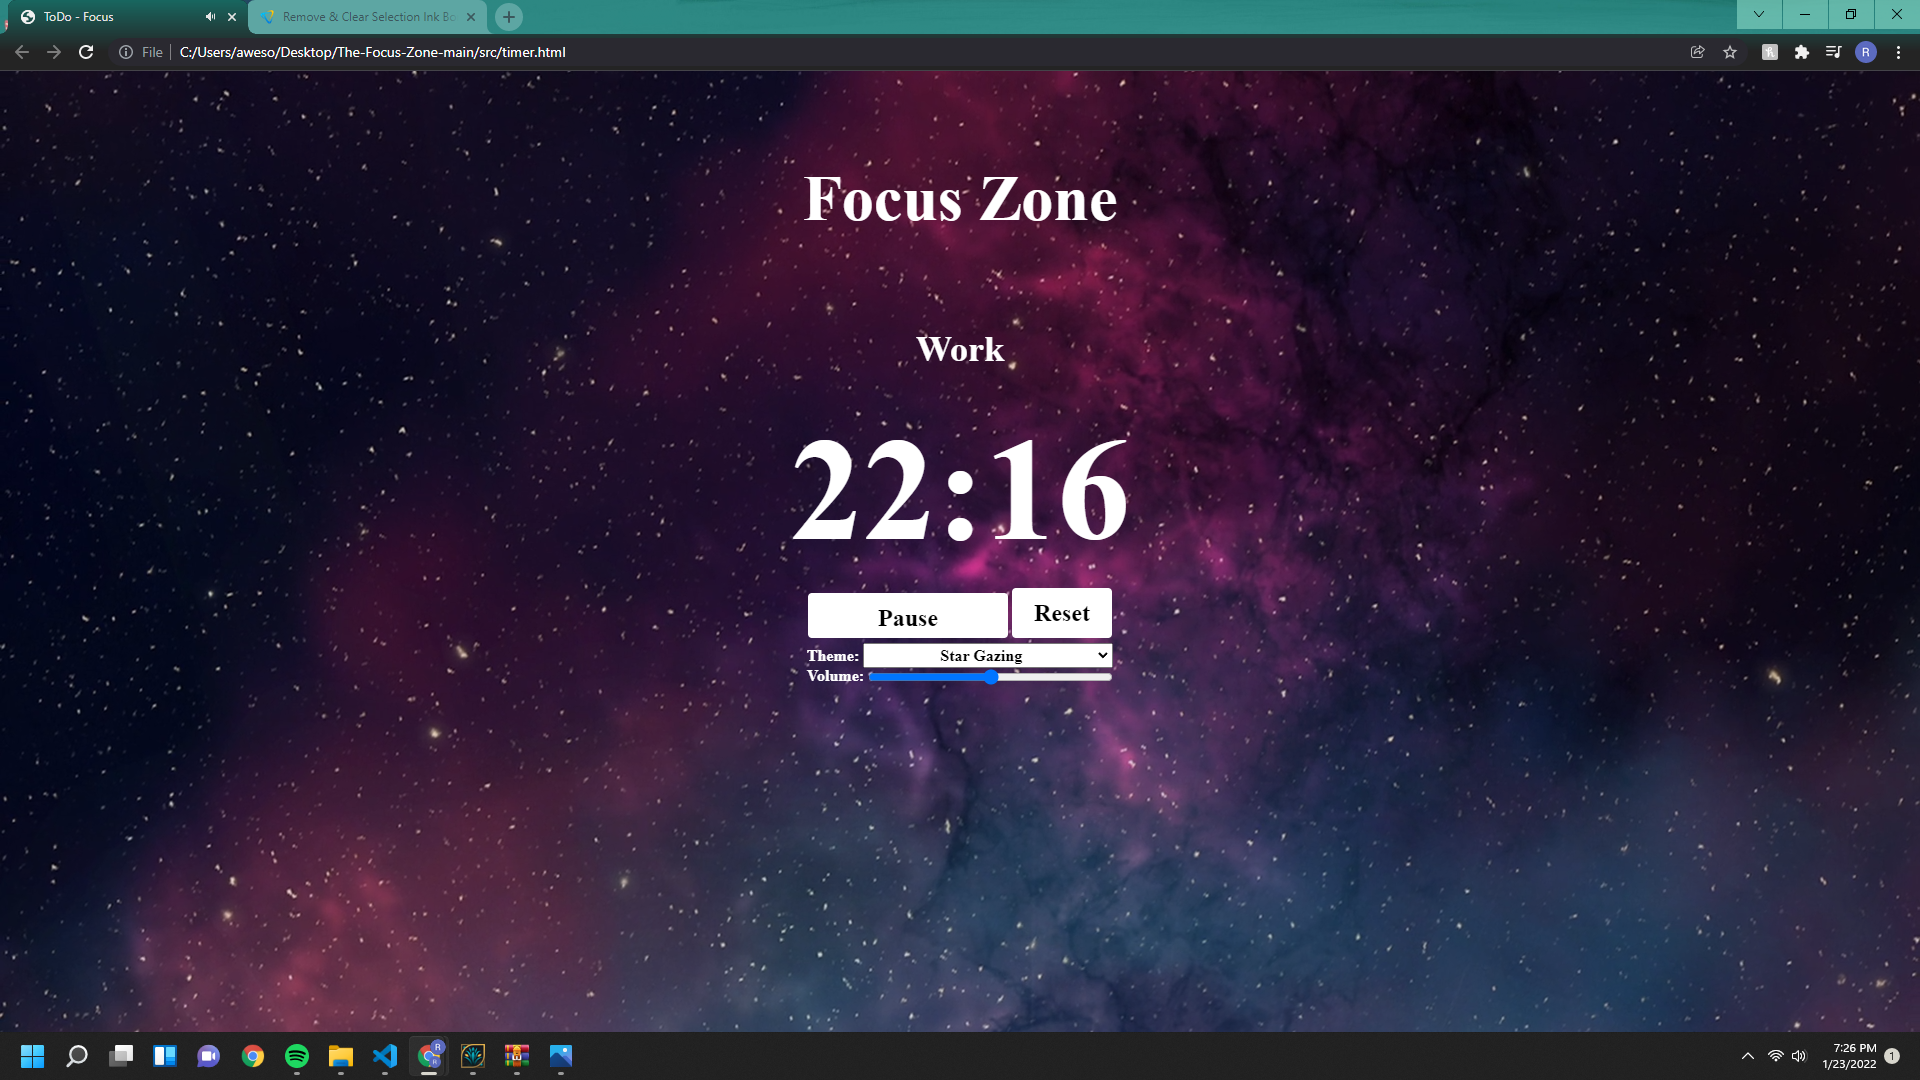 ToDo - Focus
Remove & Clear Selection Ink Bo
File
C:/Users/aweso/Desktop/The-Focus-Zone-main/src/timer.html
R
Focus Zone
Work
22:16
Pause
Reset
Theme: Star Gazing
Volume:
R
7:26 PM
1/23/2022
1